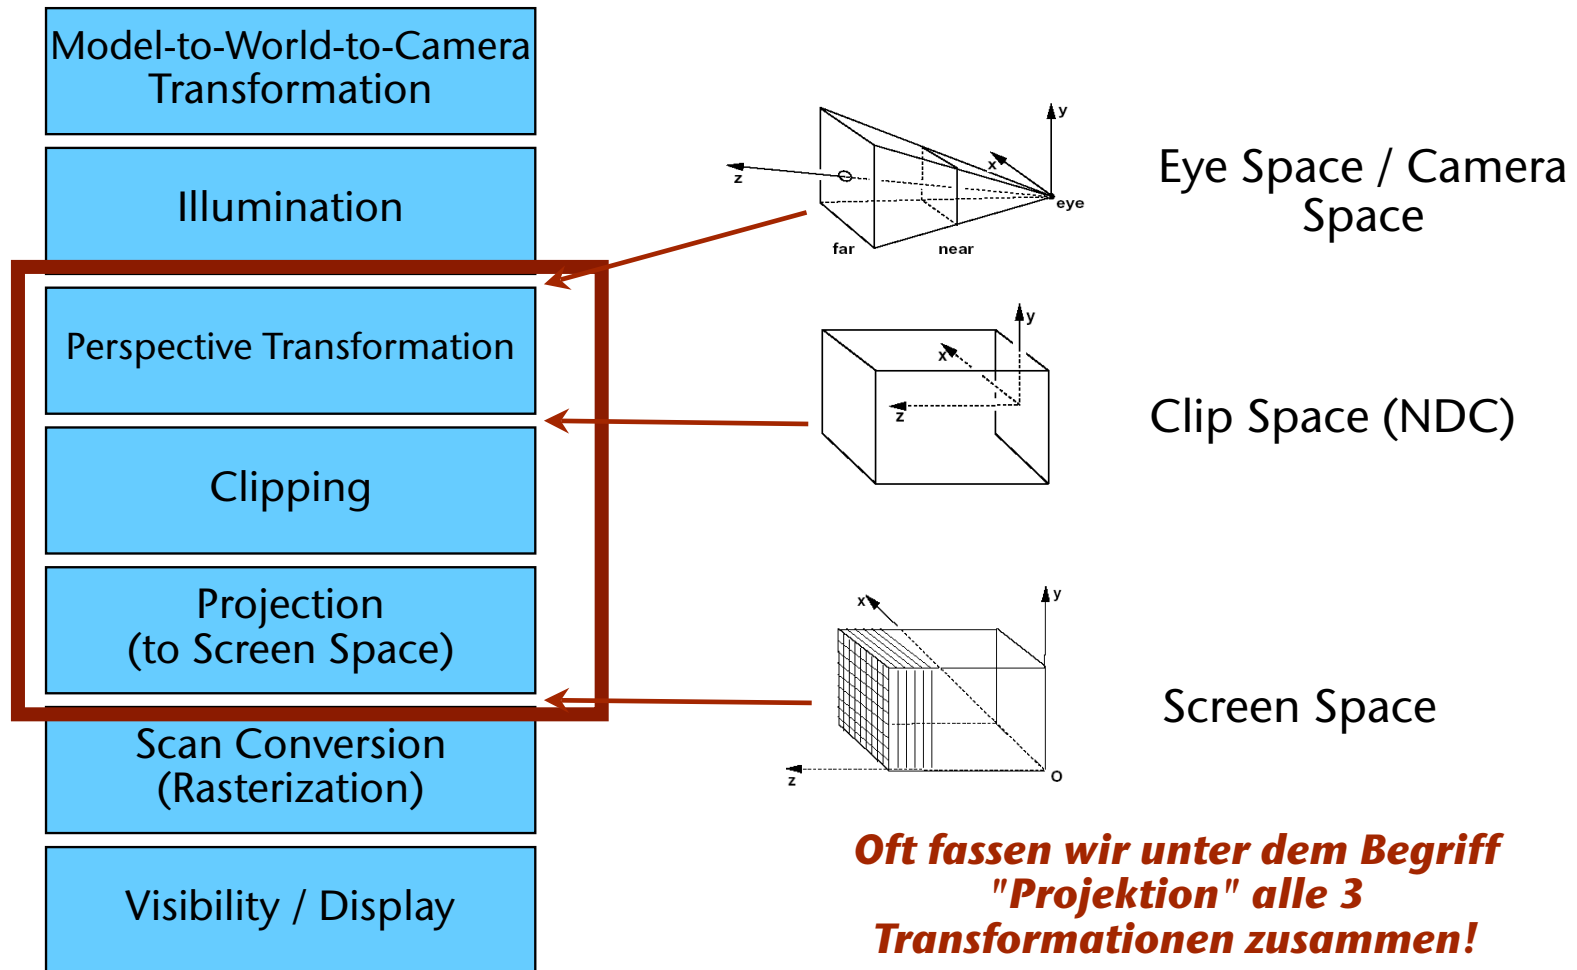 Model-to-World-to-Camera
Transformation
Illumination
Perspective Transformation
Clipping
Projection
(to Screen Space)
Scan Conversion
(Rasterization)
Visibility / Display
y
x
z
eye
far
near
Eye Space / Camera
Space
y
x
z
Clip Space (NDC)
x
y
z
O
Screen Space
Oft fassen wir unter dem Begriff
"Projektion" alle 3
Transformationen zusammen!